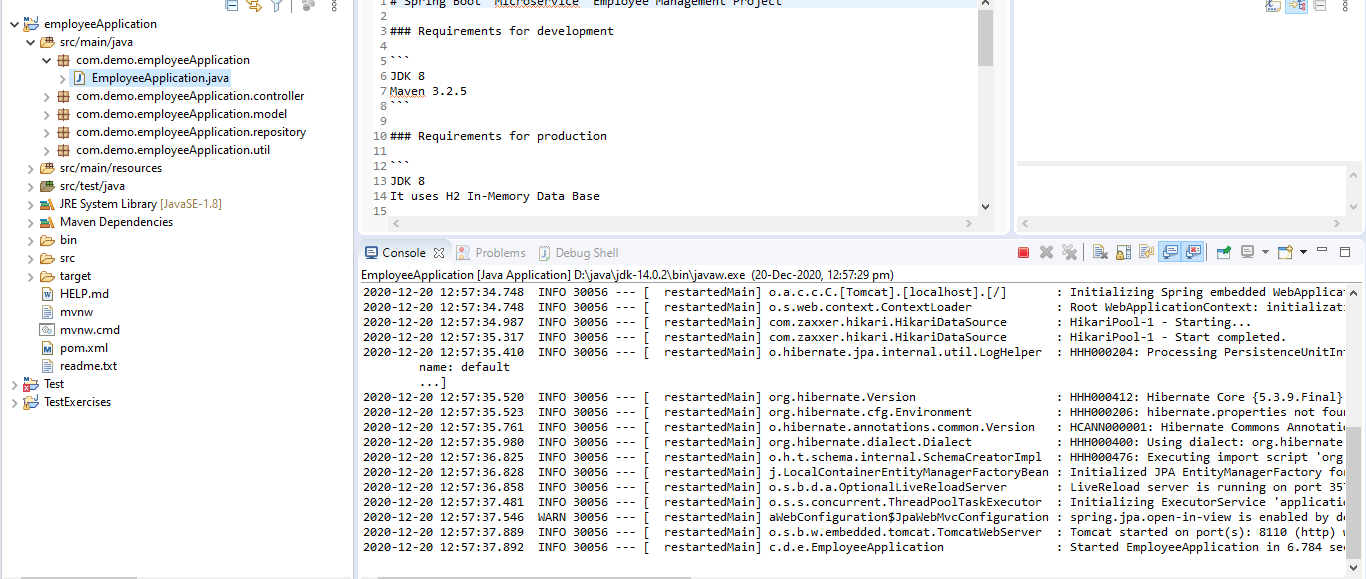 employeeApplication
src/main/java
com.demo.employeeApplication
EmployeeApplication.java
com.demo.employeeApplication.controller
com.demo.employeeApplication.model
com.demo.employeeApplication.repository
com.demo.employeeApplication.util
src/main/resources
src/test/java
JRE System Library [JavaSE-1.8]
Maven Dependencies
bin
src
target
HELP.md
mvnw
mvnw.cmd
pom.xml
readme.txt
Test
TestExercises
1 # Spring Boot "Microservice" Employee Management Project
2
3 ### Requirements for development
4
5 ```
6 JDK 8
7 Maven 3.2.5
8 ```
9
10 ### Requirements for production
11
12 ```
13 JDK 8
14 It uses H2 In-Memory Data Base
15
Console Problems Debug Shell
EmployeeApplication [Java Application] D:\java\jdk-14.0.2\bin\javaw.exe (20-Dec-2020, 12:57:29 pm)
2020-12-20 12:57:34.748 INFO 30056 --- [ restartedMain] o.a.c.c.C.[Tomcat].[localhost].[/] : Initializing Spring embedded WebApplicat
2020-12-20 12:57:34.748 INFO 30056 --- [ restartedMain] o.s.web.context.ContextLoader : Root WebApplicationContext: initializati
2020-12-20 12:57:34.987 INFO 30056 --- [ restartedMain] com.zaxxer.hikari.HikariDataSource : HikariPool-1 - Starting...
2020-12-20 12:57:35.317 INFO 30056 --- [ restartedMain] com.zaxxer.hikari.HikariDataSource : HikariPool-1 - Start completed.
2020-12-20 12:57:35.410 INFO 30056 --- [ restartedMain] o.hibernate.jpa.internal.util.LogHelper : HHH000204: Processing PersistenceUnitIn
name: default
...]
2020-12-20 12:57:35.520 INFO 30056 --- [ restartedMain] org.hibernate.Version : HHH000412: Hibernate Core {5.3.9.Final}
2020-12-20 12:57:35.523 INFO 30056 --- [ restartedMain] org.hibernate.cfg.Environment : HHH000206: hibernate.properties not foun
2020-12-20 12:57:35.761 INFO 30056 --- [ restartedMain] o.hibernate.annotations.common.Version : HCANN000001: Hibernate Commons Annotatio
2020-12-20 12:57:35.980 INFO 30056 --- [ restartedMain] org.hibernate.dialect.Dialect : HHH000400: Using dialect: org.hibernate
2020-12-20 12:57:36.825 INFO 30056 --- [ restartedMain] o.h.t.schema.internal.SchemaCreatorImpl : HHH000476: Executing import script 'org
2020-12-20 12:57:36.828 INFO 30056 --- [ restartedMain] j.LocalContainerEntityManagerFactoryBean : Initialized JPA EntityManagerFactory for
2020-12-20 12:57:36.858 INFO 30056 --- [ restartedMain] o.s.b.d.a.OptionalLiveReloadServer : LiveReload server is running on port 357
2020-12-20 12:57:37.481 INFO 30056 --- [ restartedMain] o.s.s.concurrent.ThreadPoolTaskExecutor : Initializing ExecutorService 'applicatio
2020-12-20 12:57:37.546 WARN 30056 --- [ restartedMain] aWebConfiguration$JpaWebMvcConfiguration : spring.jpa.open-in-view is enabled by de
2020-12-20 12:57:37.889 INFO 30056 --- [ restartedMain] o.s.b.w.embedded.tomcat.TomcatWebServer : Tomcat started on port(s): 8110 (http) w
2020-12-20 12:57:37.892 INFO 30056 --- [ restartedMain] c.d.e.EmployeeApplication : Started EmployeeApplication in 6.784 sec